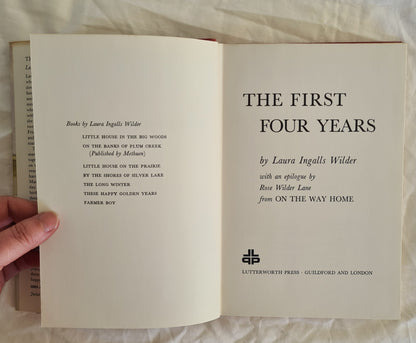 Books by Laura Ingalls Wilder
LITTLE HOUSE IN THE BIG WOODS
ON THE BANKS OF PLUM CREEK
(Published by Methuen)
LITTLE HOUSE ON THE PRAIRIE
BY THE SHORES OF SILVER LAKE
THE LONG WINTER
THESE HAPPY GOLDEN YEARS
FARMER BOY
THE FIRST
FOUR YEARS
by Laura Ingalls Wilder
with an epilogue by
Rose Wilder Lane
from ON THE WAY HOME
LUTTERWORTH PRESS · GUILDFORD AND LONDON